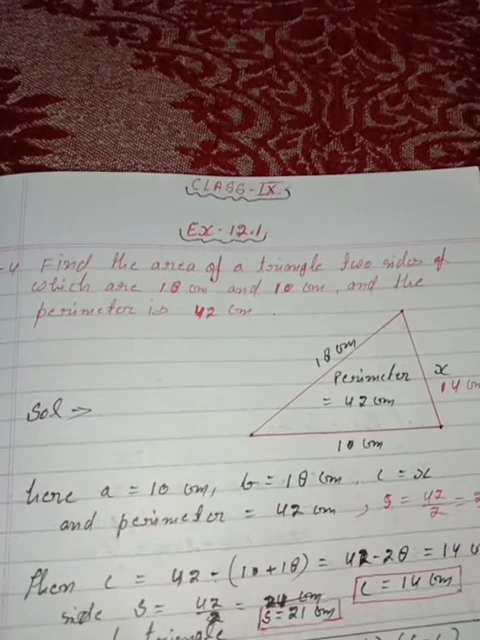 CLASS-IX
EX-12.1
4 Find the area of a triangle two sides of
which are 18 cm and 10 cm, and the
perimeter is 42 cm.
18 cm
Perimeter
= 42 cm
x
14 cm
10 cm
Sol =>
here a = 10 cm, b = 18 cm, c = x
and perimeter = 42 cm, s = 42/2 =
Then c = 42 - (10+18) = 42-28 = 14
c = 14 cm
side S = 42/2 =
S = 21 cm
triangle